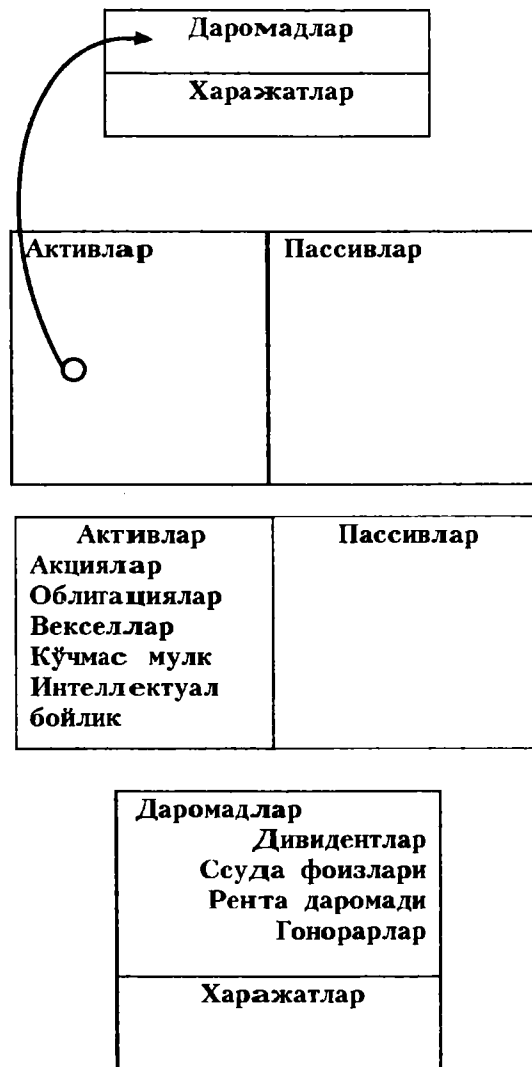 Даромадлар
Харажатлар
Активлар
Пассивлар
Активлар
Акциялар
Облигациялар
Векселлар
Кўчмас мулк
Интеллектуал
бойлик
Пассивлар
Даромадлар
Дивидентлар
Ссуда фоизлари
Рента даромади
Гонорарлар
Харажатлар